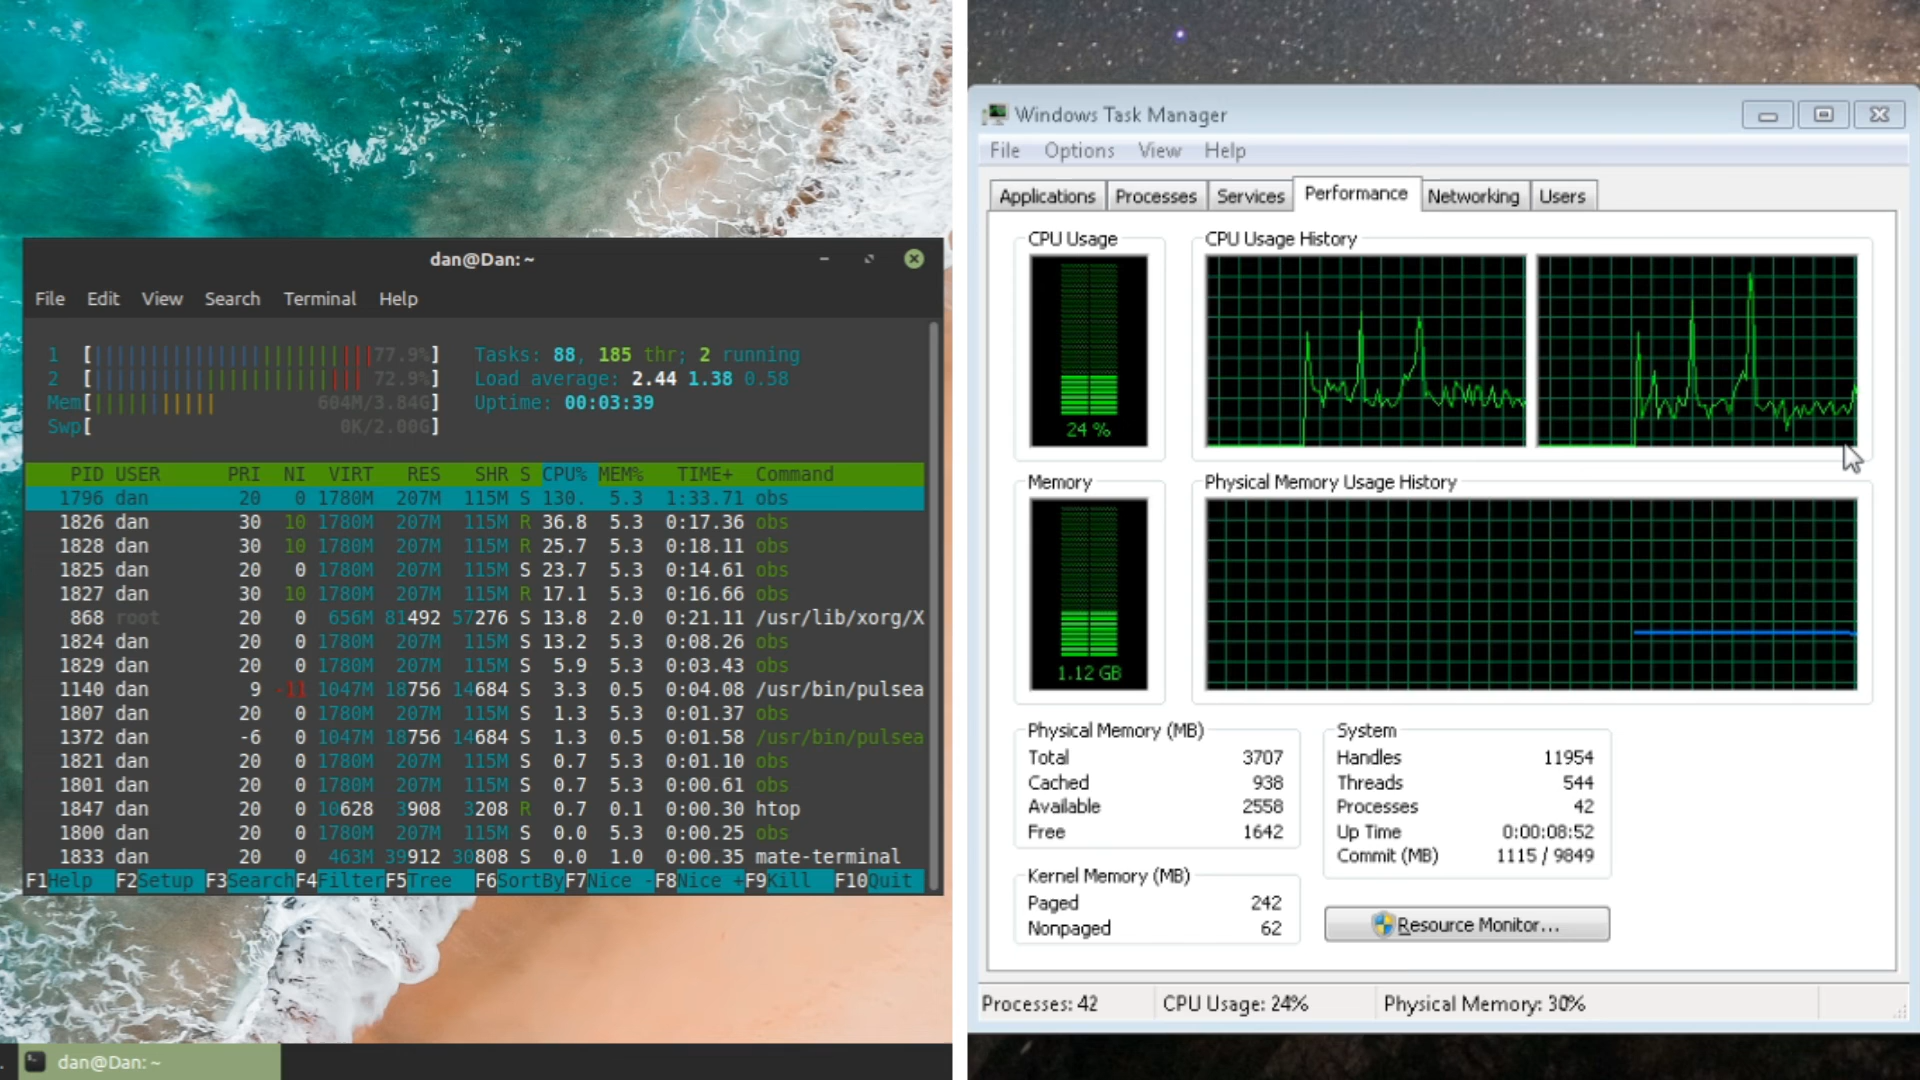 dan@Dan: ~
File Edit View Search Terminal Help
1 [ 77.9%]
2 [ 72.9%]
Mem[ 604M/3.84G]
Swp[ 0K/2.00G]
Tasks: 88, 185 thr; 2 running
Load average: 2.44 1.38 0.58
Uptime: 00:03:39
PID USER PRI NI VIRT RES SHR S CPU% MEM% TIME+ Command
1796 dan 20 0 1780M 207M 115M S 130. 5.3 1:33.71 obs
1826 dan 30 10 1780M 207M 115M R 36.8 5.3 0:17.36 obs
1828 dan 30 10 1780M 207M 115M R 25.7 5.3 0:18.11 obs
1825 dan 20 0 1780M 207M 115M S 23.7 5.3 0:14.61 obs
1827 dan 30 10 1780M 207M 115M R 17.1 5.3 0:16.66 obs
868 root 20 0 656M 81492 57276 S 13.8 2.0 0:21.11 /usr/lib/xorg/X
1824 dan 20 0 1780M 207M 115M S 13.2 5.3 0:08.26 obs
1829 dan 20 0 1780M 207M 115M S 5.9 5.3 0:03.43 obs
1140 dan 9 -11 1047M 18756 14684 S 3.3 0.5 0:04.08 /usr/bin/pulsea
1807 dan 20 0 1780M 207M 115M S 1.3 5.3 0:01.37 obs
1372 dan -6 0 1047M 18756 14684 S 1.3 0.5 0:01.58 /usr/bin/pulsea
1821 dan 20 0 1780M 207M 115M S 0.7 5.3 0:01.10 obs
1801 dan 20 0 1780M 207M 115M S 0.7 5.3 0:00.61 obs
1847 dan 20 0 10628 3908 3208 R 0.7 0.1 0:00.30 htop
1800 dan 20 0 1780M 207M 115M S 0.0 5.3 0:00.25 obs
1833 dan 20 0 463M 39912 30808 S 0.0 1.0 0:00.35 mate-terminal
F1Help F2Setup F3SearchF4FilterF5Tree F6SortByF7Nice -F8Nice +F9Kill F10Quit
dan@Dan: ~
Windows Task Manager
File Options View Help
Applications Processes Services Performance Networking Users
CPU Usage
24 %
CPU Usage History
Memory
1.12 GB
Physical Memory Usage History
Physical Memory (MB)
Total 3707
Cached 938
Available 2558
Free 1642
Kernel Memory (MB)
Paged 242
Nonpaged 62
System
Handles 11954
Threads 544
Processes 42
Up Time 0:00:08:52
Commit (MB) 1115 / 9849
Resource Monitor...
Processes: 42 CPU Usage: 24% Physical Memory: 30%